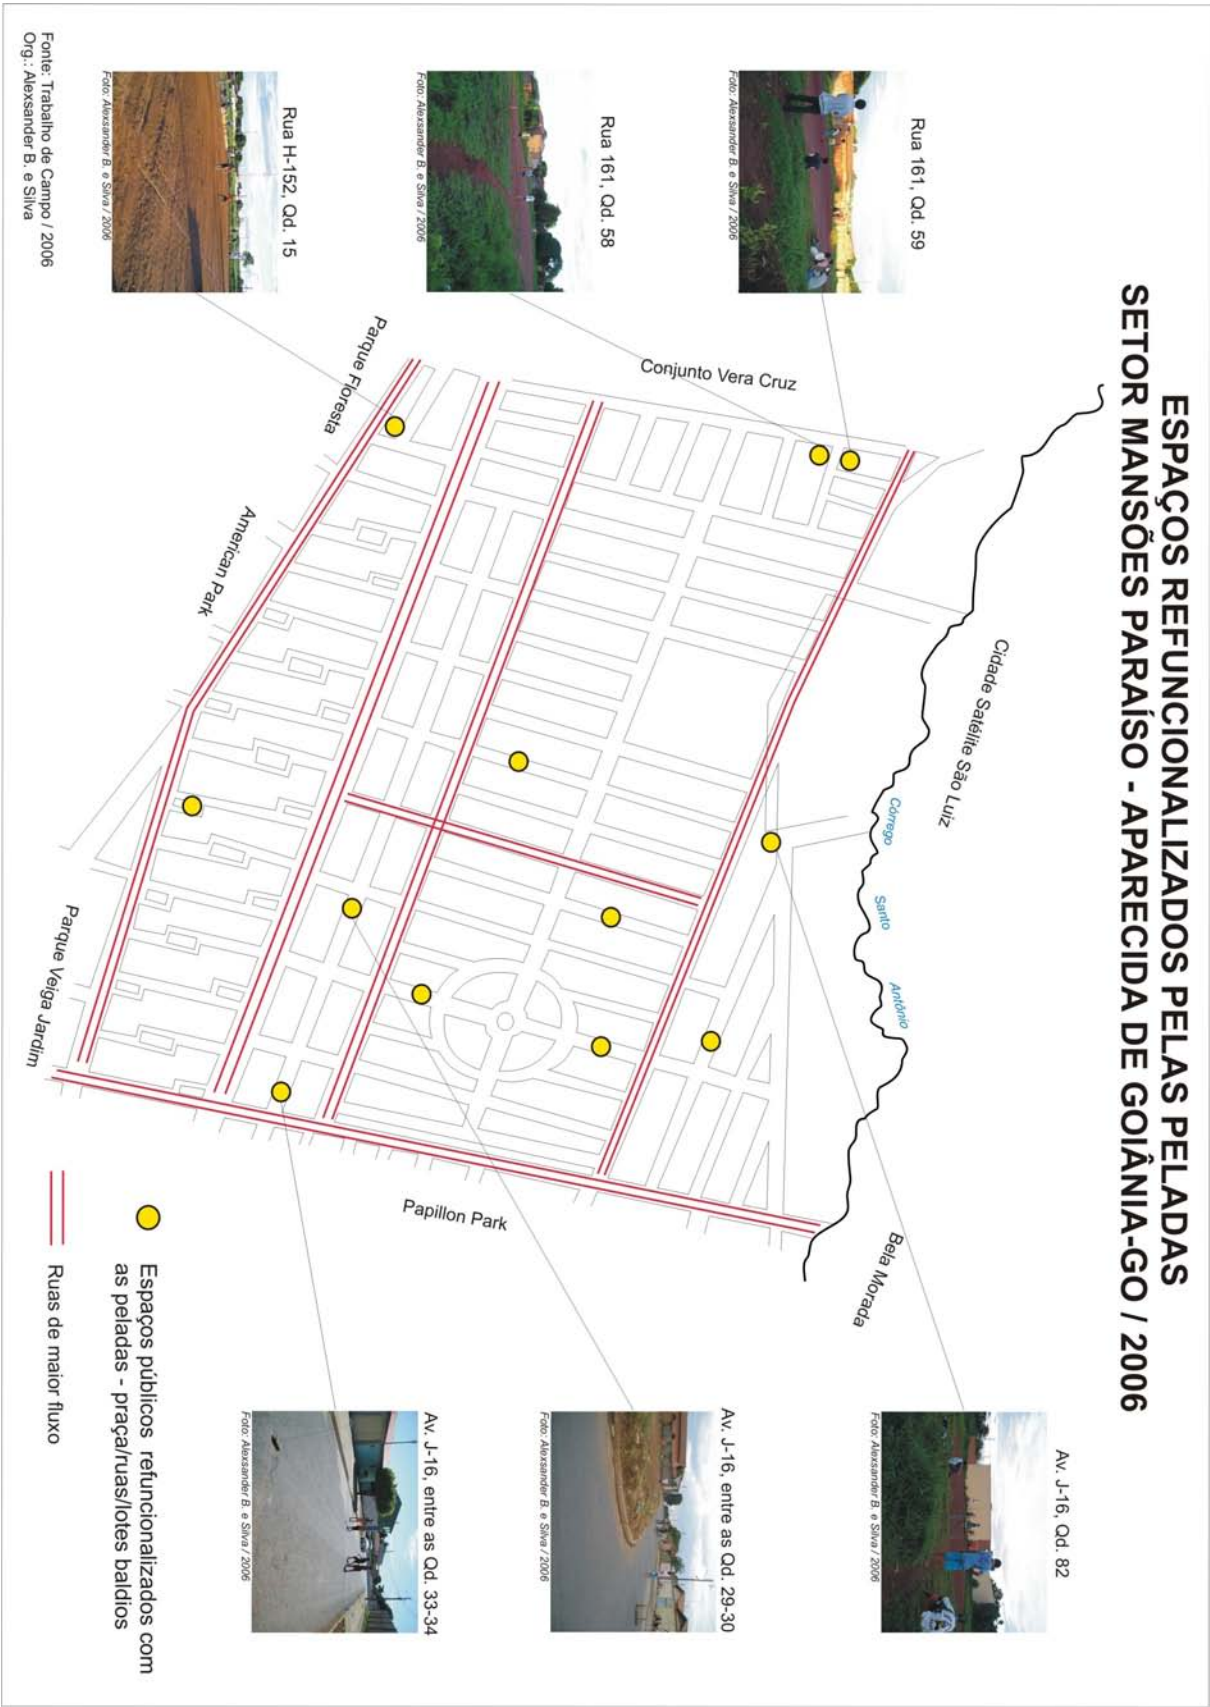 ESPAÇOS REFUNCIONALIZADOS PELAS PELADAS
SETOR MANSÕES PARAÍSO - APARECIDA DE GOIÂNIA-GO / 2006
Rua 161, Qd. 59
Foto: Alexsander B. e Silva / 2006
Rua 161, Qd. 58
Foto: Alexsander B. e Silva / 2006
Rua H-152, Qd. 15
Foto: Alexsander B. e Silva / 2006
Fonte: Trabalho de Campo / 2006
Org.: Alexsander B. e Silva
Conjunto Vera Cruz
Parque Floresta
American Park
Cidade Satélite São Luiz
Córrego
Santo
Antônio
Parque Veiga Jardim
Papillon Park
Bela Morada
Av. J-16, Qd. 82
Foto: Alexsander B. e Silva / 2006
Av. J-16, entre as Qd. 29-30
Foto: Alexsander B. e Silva / 2006
Av. J-16, entre as Qd. 33-34
Foto: Alexsander B. e Silva / 2006
Espaços públicos refuncionalizados com
as peladas - praça/ruas/lotes baldios
Ruas de maior fluxo